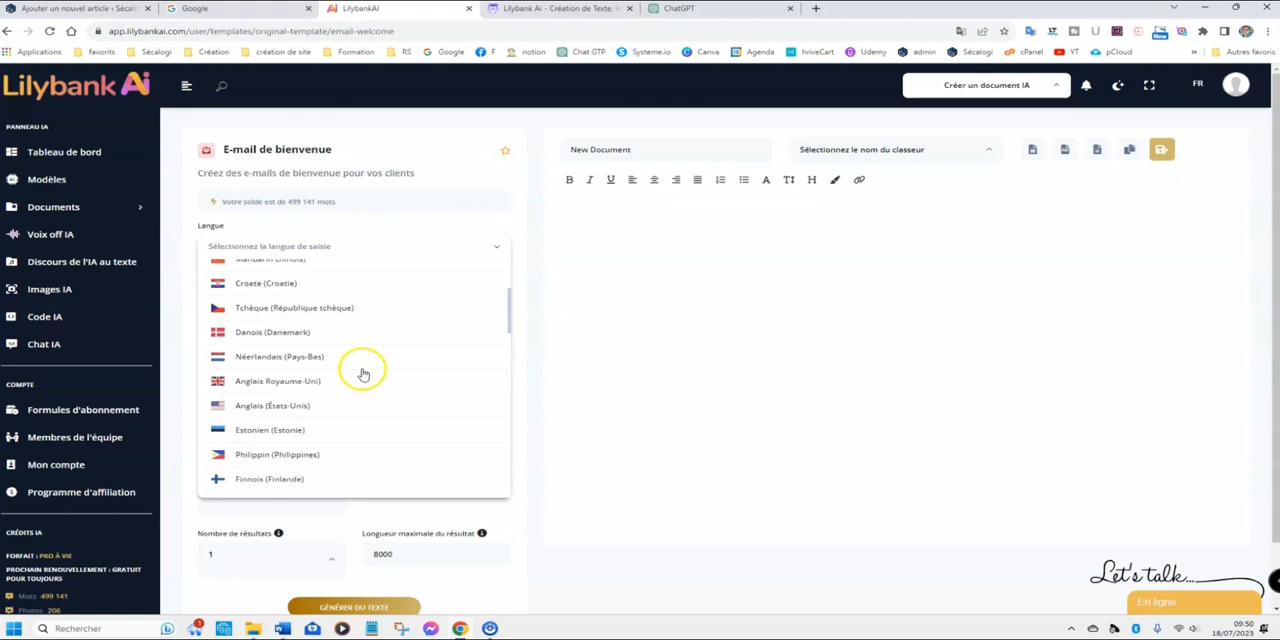 Ajouter un nouvel article ‹ Sécalo
Google
LilybankAI
Lilybank Ai - Création de Texte, I
ChatGPT
app.lilybankai.com/user/templates/original-template/email-welcome
Applications
favoris
Sécalogi
Création
création de site
Formation
RS
Google
F
notion
Chat GTP
Systeme.io
Canva
Agenda
hriveCart
Udemy
admin
Sécalogi
cPanel
YT
pCloud
»
Autres favoris
Lilybank Ai
Créer un document IA
FR
PANNEAU IA
Tableau de bord
Modèles
Documents
Voix off IA
Discours de l'IA au texte
Images IA
Code IA
Chat IA
COMPTE
Formules d'abonnement
Membres de l'équipe
Mon compte
Programme d'affiliation
CRÉDITS IA
FORFAIT : PRO À VIE
PROCHAIN RENOUVELLEMENT : GRATUIT
POUR TOUJOURS
Mots 499 141
Photos 206
E-mail de bienvenue
Créez des e-mails de bienvenue pour vos clients
Votre solde est de 499 141 mots
Langue
Sélectionnez la langue de saisie
Mandarin chinois)
Croate (Croatie)
Tchèque (République tchèque)
Danois (Danemark)
Néerlandais (Pays-Bas)
Anglais Royaume-Uni)
Anglais (États-Unis)
Estonien (Estonie)
Philippin (Philippines)
Finnois (Finlande)
Nombre de résultats
Longueur maximale du résultat
1
8000
GÉNÉRER DU TEXTE
New Document
Sélectionnez le nom du classeur
B I U A T H
Let's talk...
En ligne
Rechercher
09:50
18/07/2023